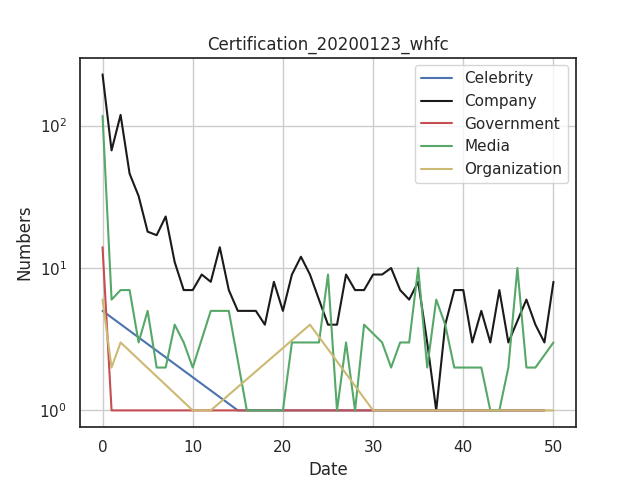 Certification_20200123_whfc
Celebrity
Company
Government
Media
Organization
Numbers
10²
10¹
10⁰
0 10 20 30 40 50
Date